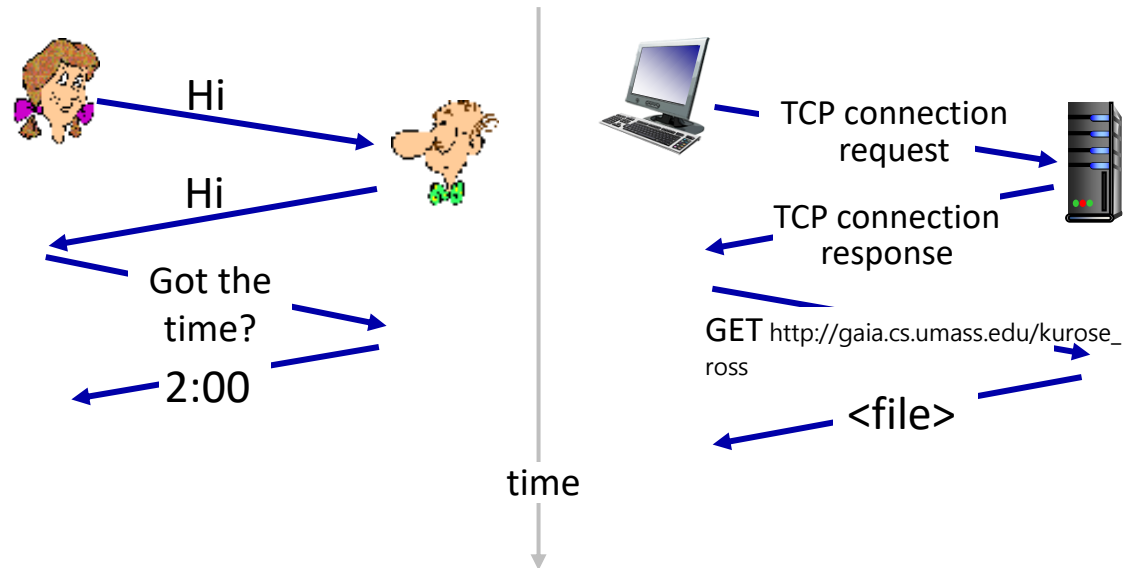 Hi
Hi
Got the
time?
2:00
TCP connection
request
TCP connection
response
GET http://gaia.cs.umass.edu/kurose_
ross
<file>
time